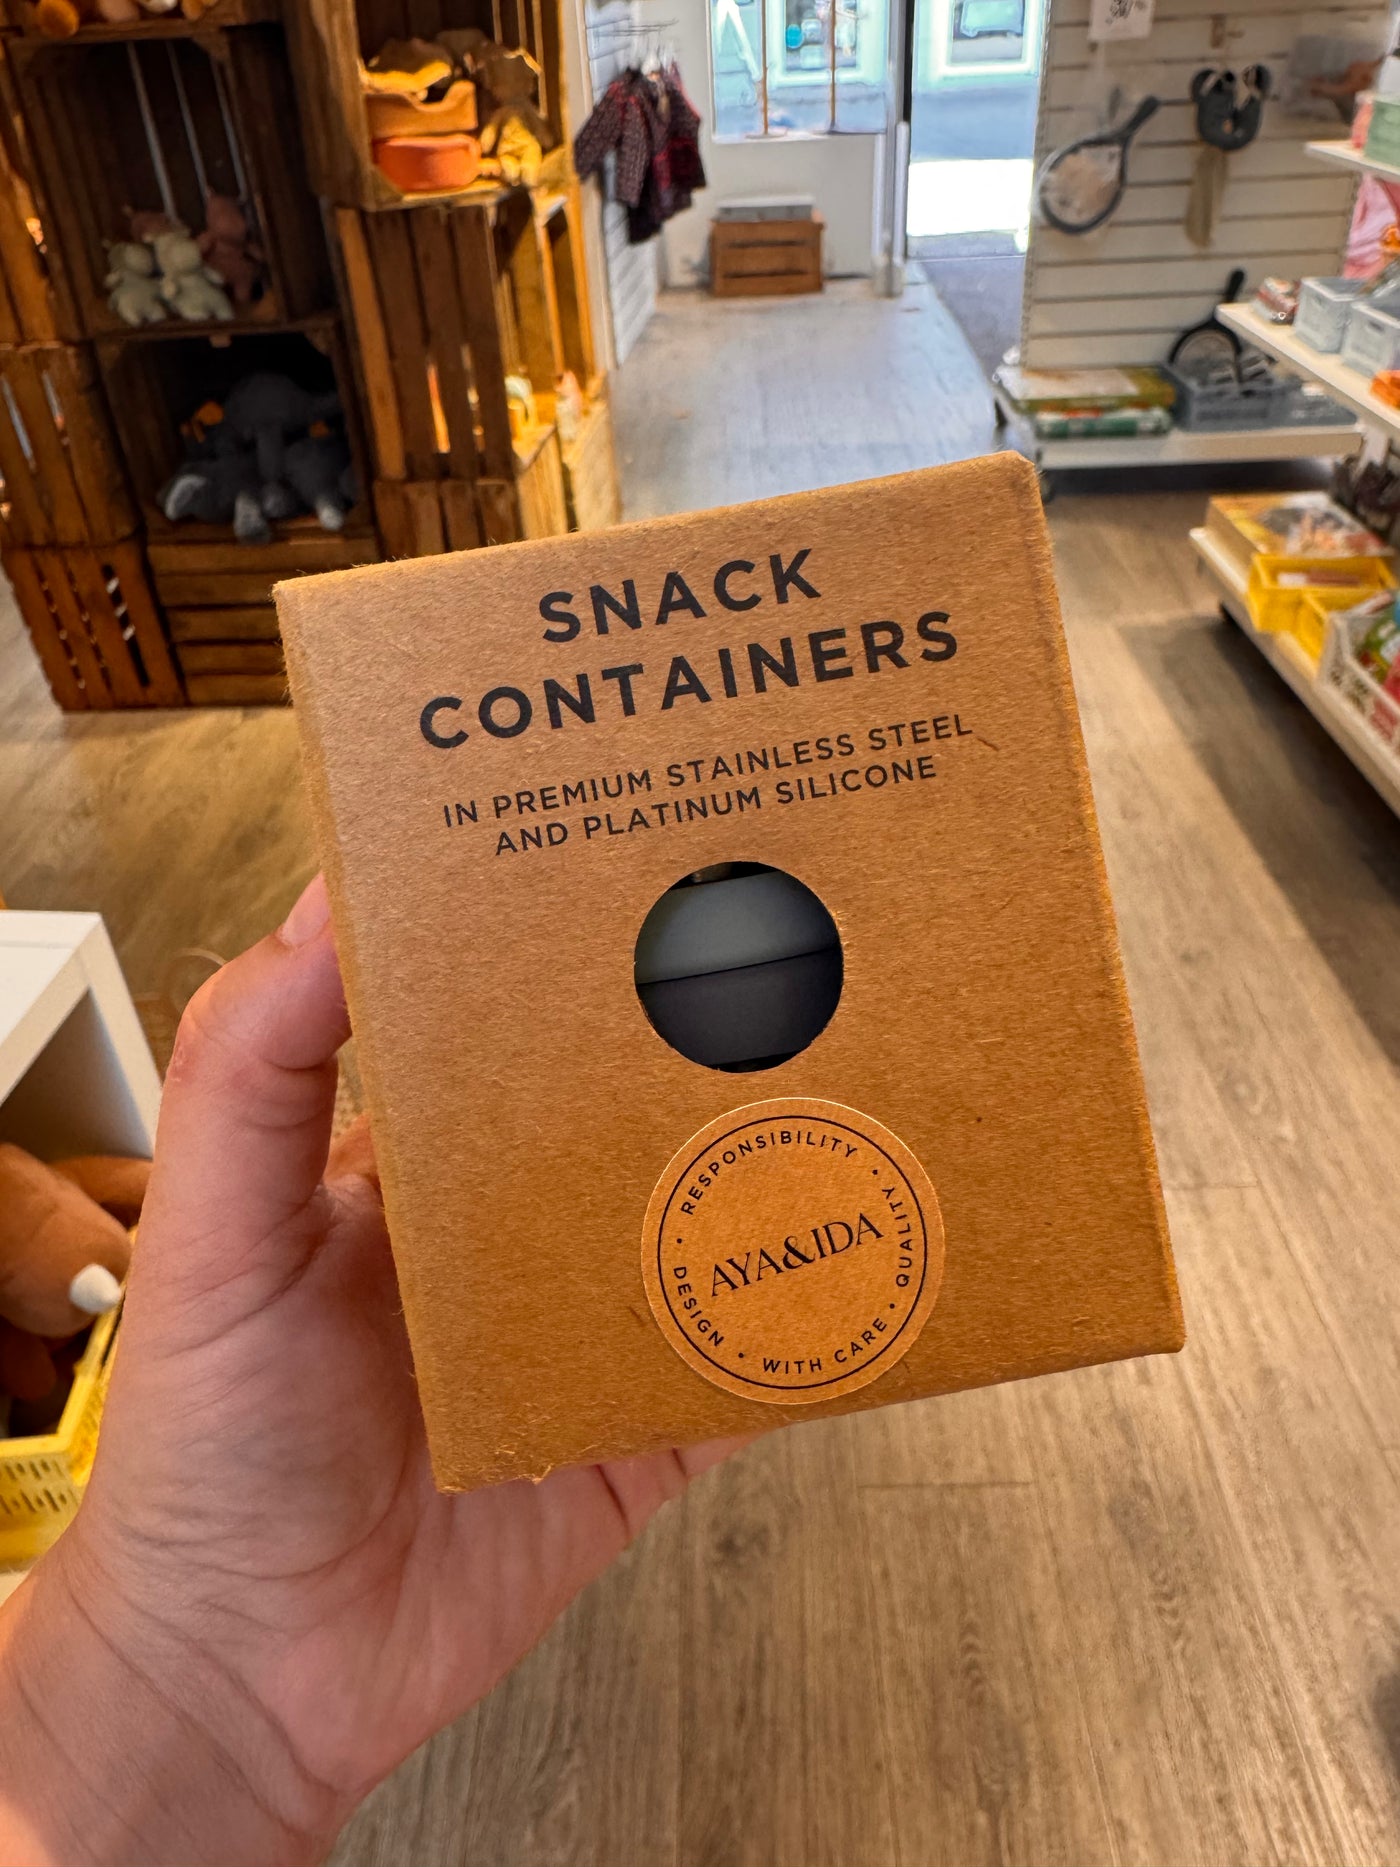 SNACK
CONTAINERS
IN PREMIUM STAINLESS STEEL
AND PLATINUM SILICONE
• RESPONSIBILITY • QUALITY • WITH CARE • DESIGN
AYA&IDA